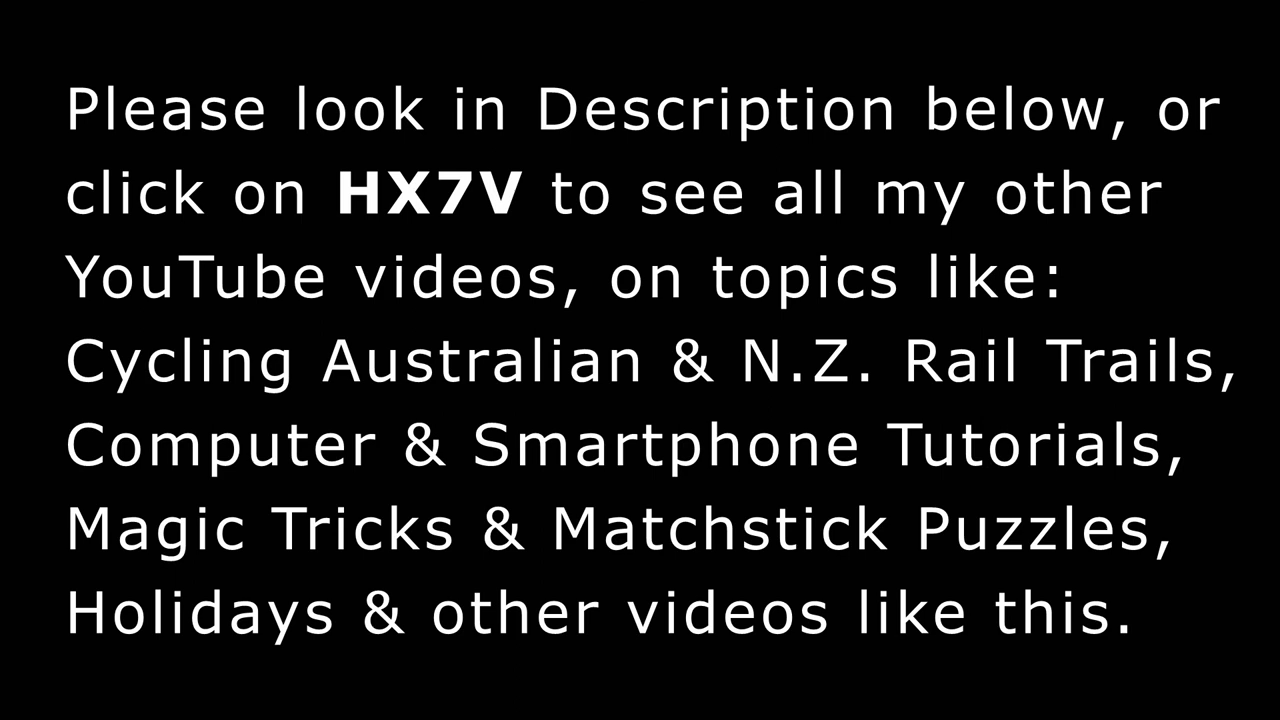 Please look in Description below, or
click on HX7V to see all my other
YouTube videos, on topics like:
Cycling Australian & N.Z. Rail Trails,
Computer & Smartphone Tutorials,
Magic Tricks & Matchstick Puzzles,
Holidays & other videos like this.